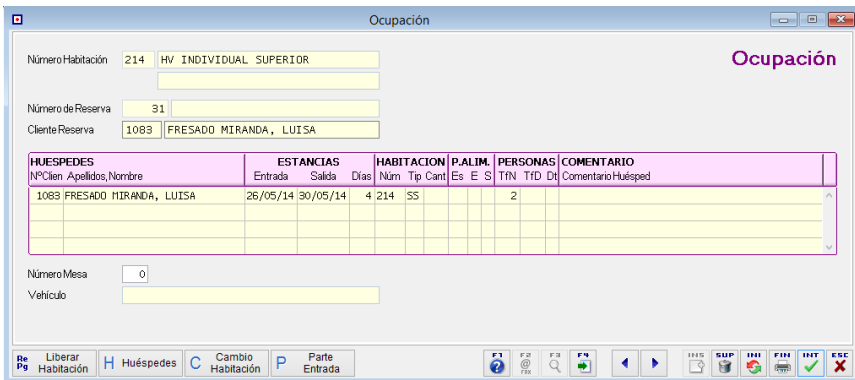 Ocupación
Número Habitación 214 HV INDIVIDUAL SUPERIOR
Ocupación
Número de Reserva 31
Cliente Reserva 1083 FRESADO MIRANDA, LUISA
HUESPEDES ESTANCIAS HABITACION P.ALIM. PERSONAS COMENTARIO
NºClien Apellidos,Nombre Entrada Salida Días Núm Tip Cant Es E S TfN TfD Dt Comentario Huésped
1083 FRESADO MIRANDA, LUISA 26/05/14 30/05/14 4 214 SS 2
Número Mesa 0
Vehículo
Re Pg Liberar Habitación H Huéspedes C Cambio Habitación P Parte Entrada F1 F2 @ FAX F3 F4 INS SUP INI FIN INT ESC